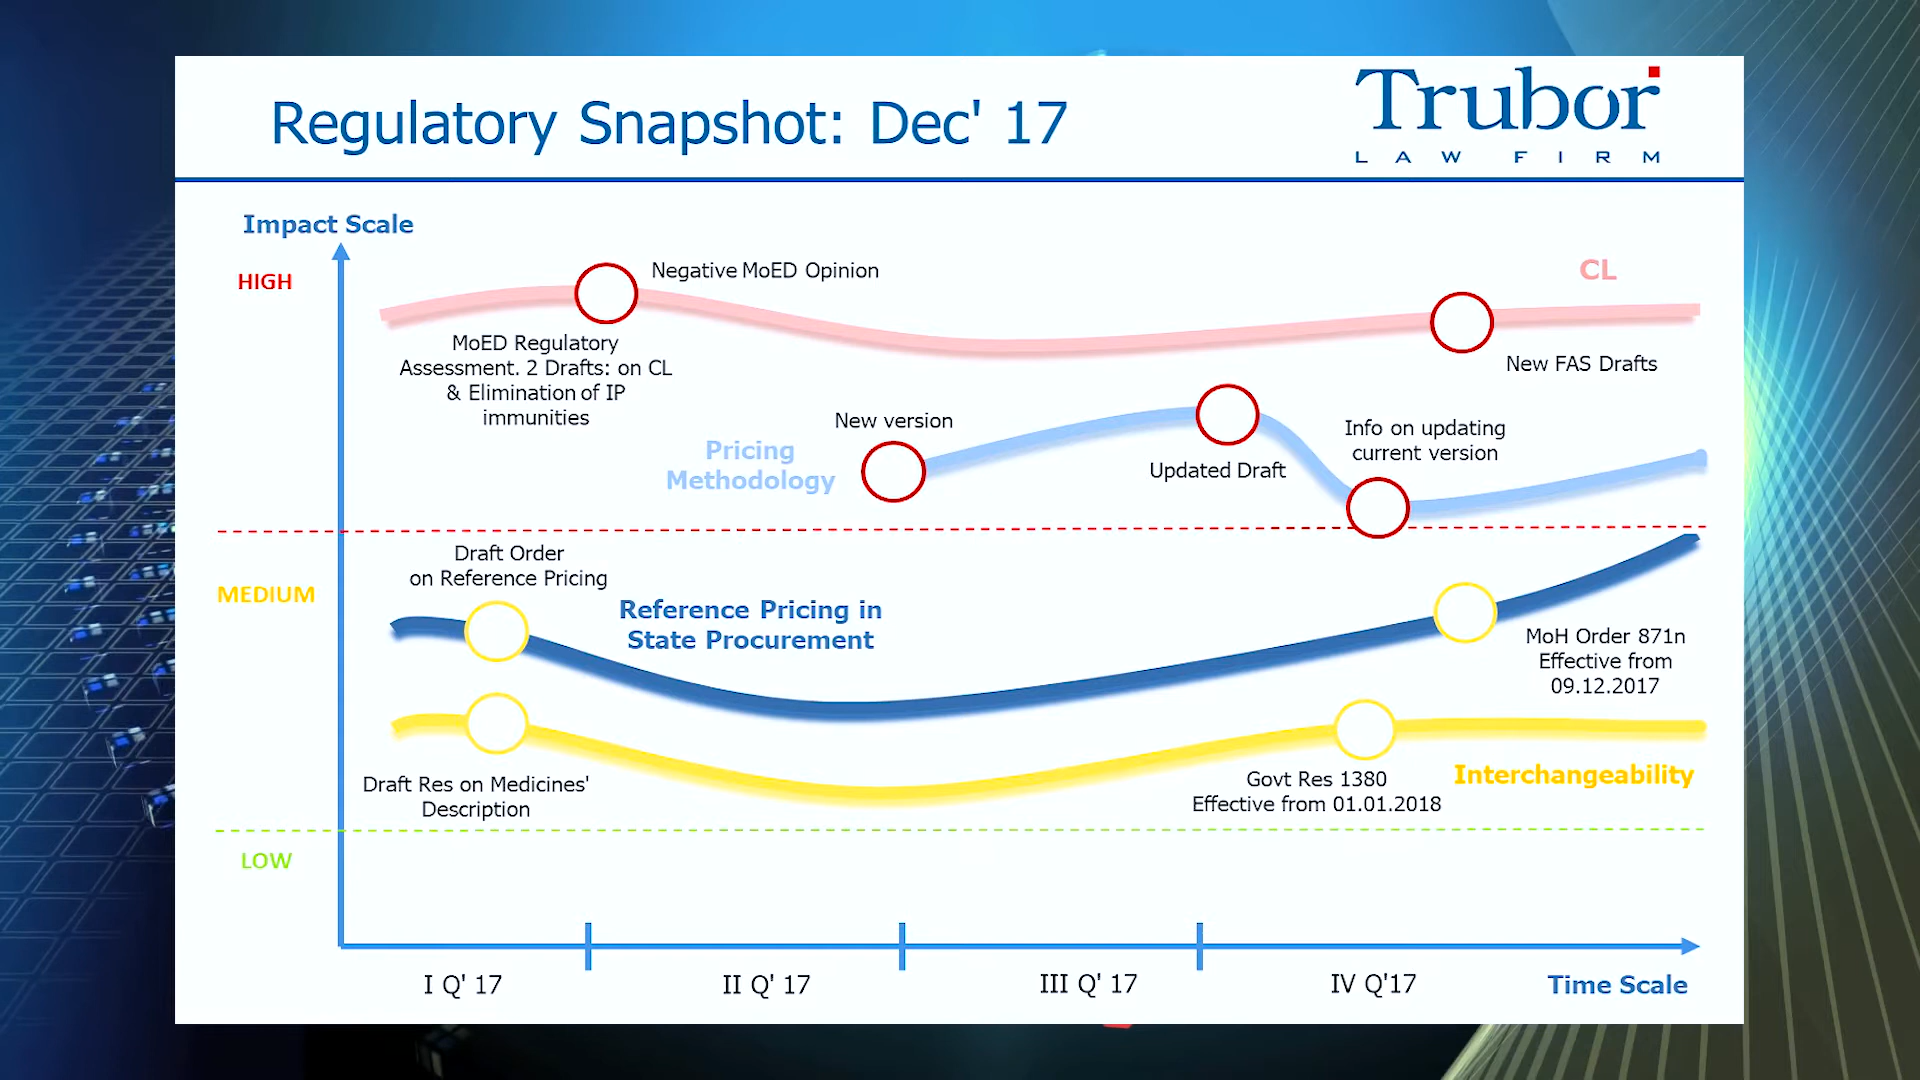 Regulatory Snapshot: Dec' 17
Trubor
LAW FIRM
Impact Scale
HIGH
Negative MoED Opinion
CL
MoED Regulatory
Assessment. 2 Drafts: on CL
& Elimination of IP
immunities
New FAS Drafts
New version
Pricing
Methodology
Updated Draft
Info on updating
current version
Draft Order
on Reference Pricing
MEDIUM
Reference Pricing in
State Procurement
MoH Order 871n
Effective from
09.12.2017
Draft Res on Medicines'
Description
Govt Res 1380
Effective from 01.01.2018
Interchangeability
LOW
I Q' 17
II Q' 17
III Q' 17
IV Q'17
Time Scale